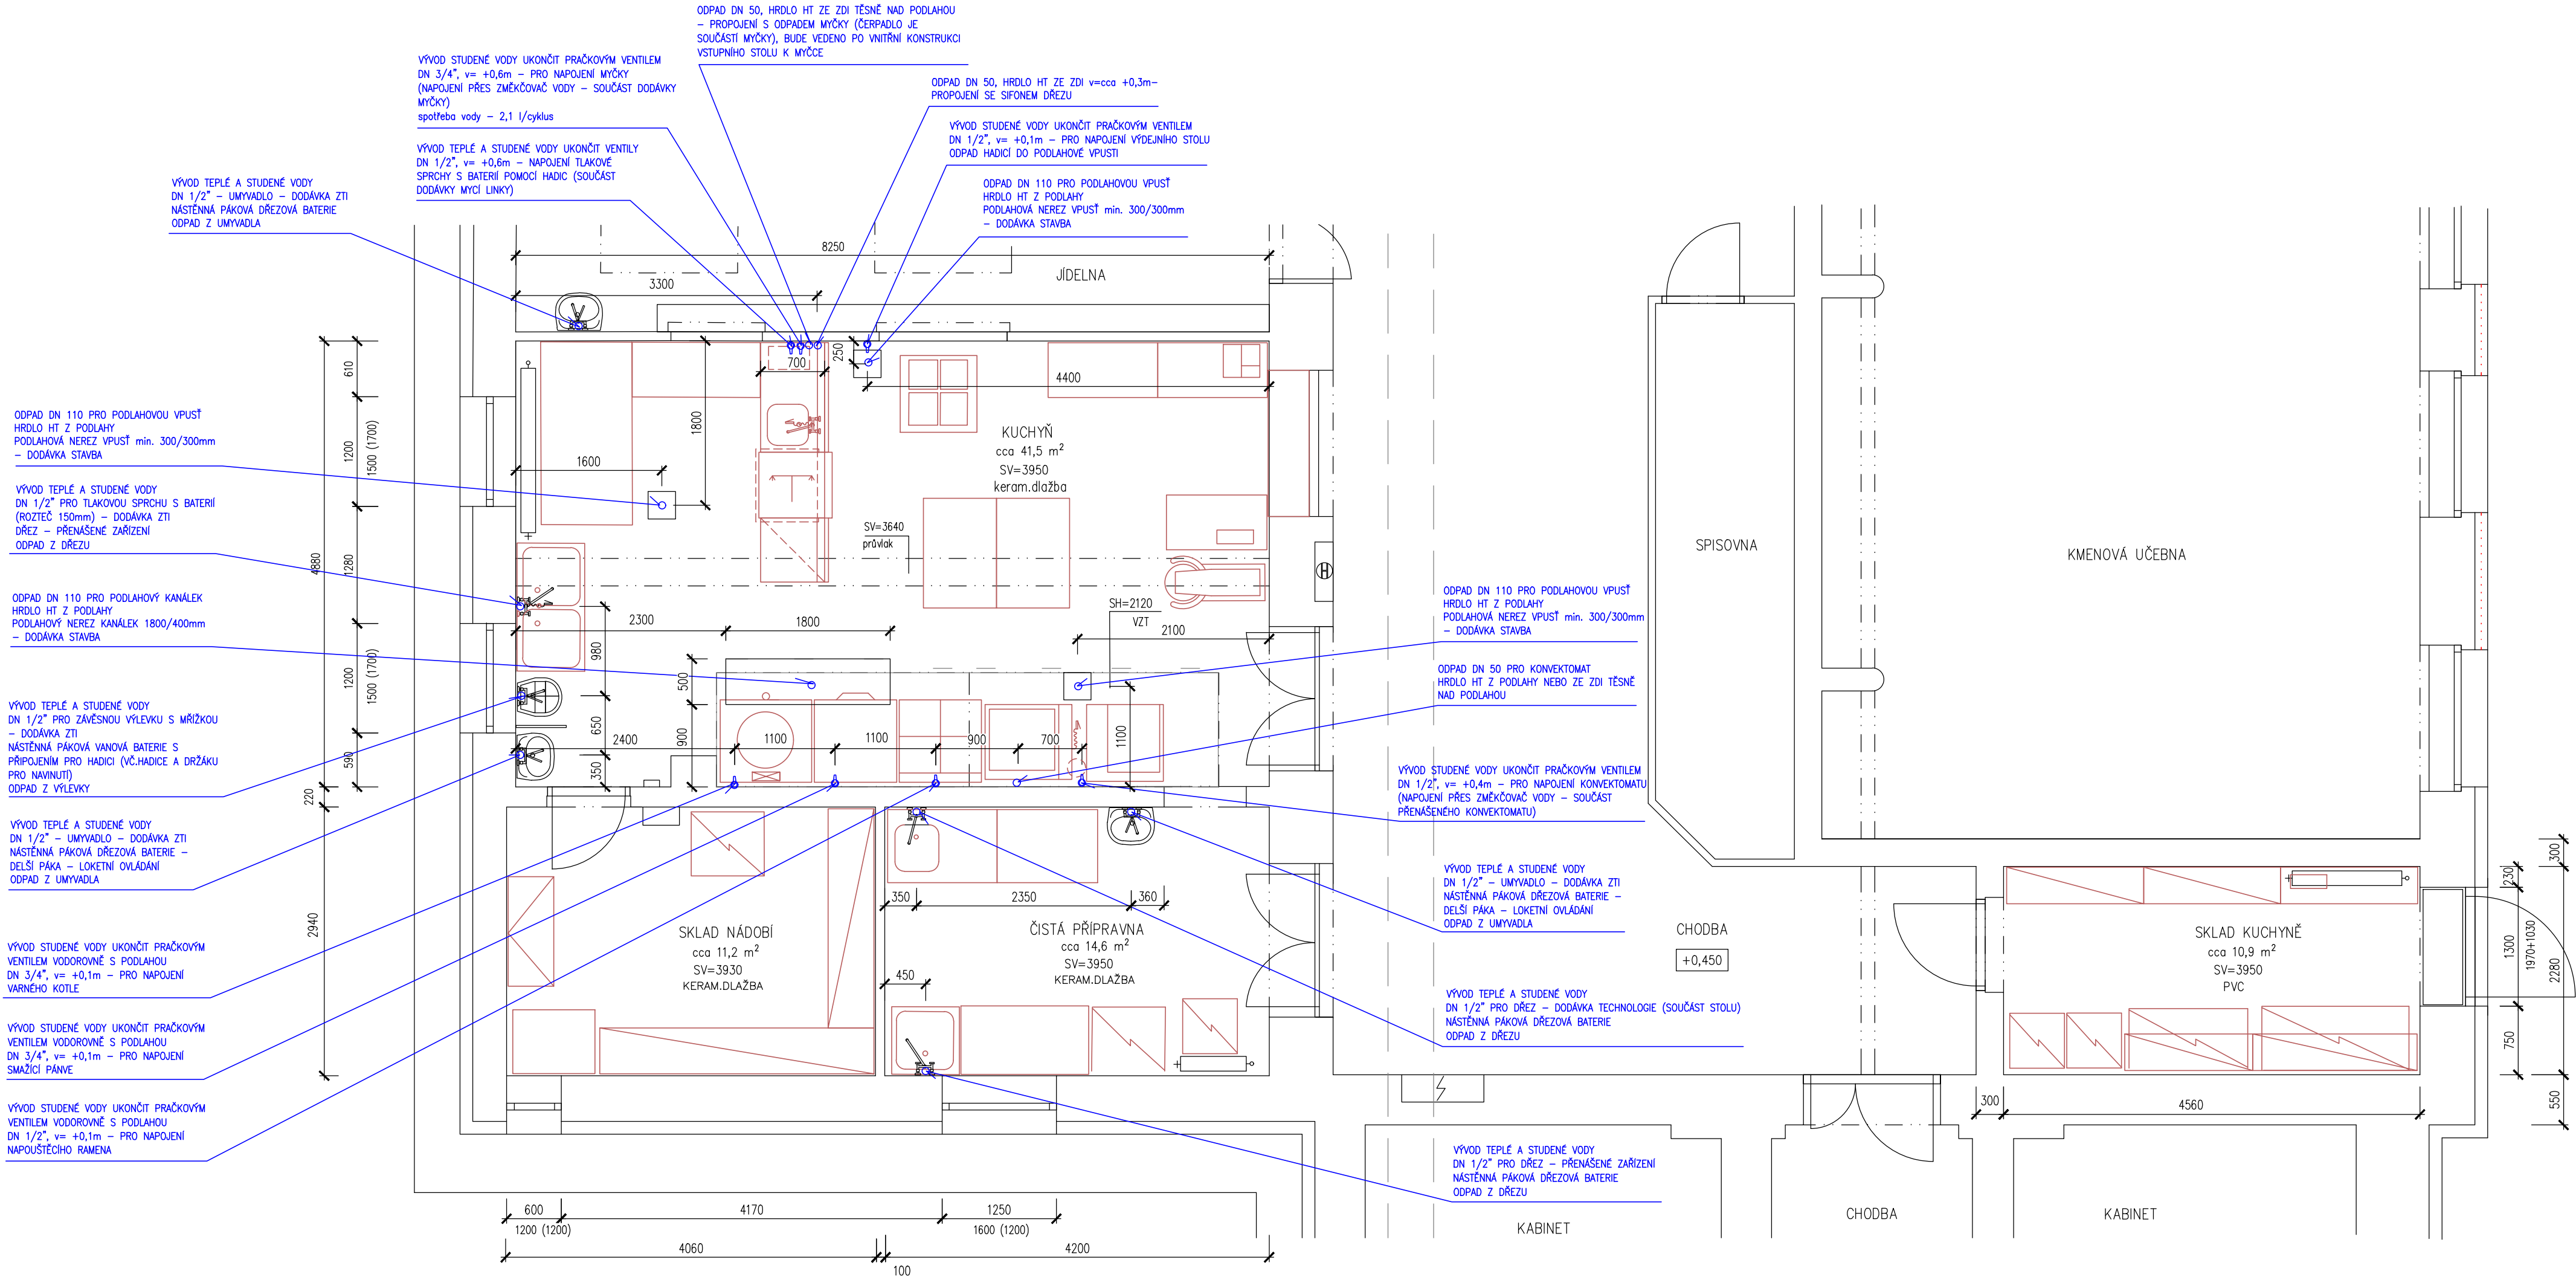 ODPAD DN 50, HRDLO HT ZE ZDI TĚSNĚ NAD PODLAHOU
– PROPOJENÍ S ODPADEM MYČKY (ČERPADLO JE
SOUČÁSTÍ MYČKY), BUDE VEDENO PO VNITŘNÍ KONSTRUKCI
VSTUPNÍHO STOLU K MYČCE
VÝVOD STUDENÉ VODY UKONČIT PRAČKOVÝM VENTILEM
DN 3/4", v= +0,6m – PRO NAPOJENÍ MYČKY
(NAPOJENÍ PŘES ZMĚKČOVAČ VODY – SOUČÁST DODÁVKY
MYČKY)
spotřeba vody – 2,1 l/cyklus
ODPAD DN 50, HRDLO HT ZE ZDI v=cca +0,3m–
PROPOJENÍ SE SIFONEM DŘEZU
VÝVOD STUDENÉ VODY UKONČIT PRAČKOVÝM VENTILEM
DN 1/2", v= +0,1m – PRO NAPOJENÍ VÝDEJNÍHO STOLU
ODPAD HADICÍ DO PODLAHOVÉ VPUSTI
VÝVOD TEPLÉ A STUDENÉ VODY UKONČIT VENTILY
DN 1/2", v= +0,6m – NAPOJENÍ TLAKOVÉ
SPRCHY S BATERIÍ POMOCÍ HADIC (SOUČÁST
DODÁVKY MYCÍ LINKY)
VÝVOD TEPLÉ A STUDENÉ VODY
DN 1/2" – UMYVADLO – DODÁVKA ZTI
NÁSTĚNNÁ PÁKOVÁ DŘEZOVÁ BATERIE
ODPAD Z UMYVADLA
ODPAD DN 110 PRO PODLAHOVOU VPUSŤ
HRDLO HT Z PODLAHY
PODLAHOVÁ NEREZ VPUSŤ min. 300/300mm
– DODÁVKA STAVBA
8250
JÍDELNA
3300
610
700
250
4400
1800
ODPAD DN 110 PRO PODLAHOVOU VPUSŤ
HRDLO HT Z PODLAHY
PODLAHOVÁ NEREZ VPUSŤ min. 300/300mm
– DODÁVKA STAVBA
1200
1500 (1700)
1600
KUCHYŇ
cca 41,5 m²
SV=3950
keram.dlažba
VÝVOD TEPLÉ A STUDENÉ VODY
DN 1/2" PRO TLAKOVOU SPRCHU S BATERIÍ
(ROZTEČ 150mm) – DODÁVKA ZTI
DŘEZ – PŘENÁŠENÉ ZAŘÍZENÍ
ODPAD Z DŘEZU
SV=3640
průvlak
SPISOVNA
KMENOVÁ UČEBNA
4880
1280
ODPAD DN 110 PRO PODLAHOVÝ KANÁLEK
HRDLO HT Z PODLAHY
PODLAHOVÝ NEREZ KANÁLEK 1800/400mm
– DODÁVKA STAVBA
2300
1800
SH=2120
VZT
2100
ODPAD DN 110 PRO PODLAHOVOU VPUSŤ
HRDLO HT Z PODLAHY
PODLAHOVÁ NEREZ VPUSŤ min. 300/300mm
– DODÁVKA STAVBA
980
1200
1500 (1700)
500
ODPAD DN 50 PRO KONVEKTOMAT
HRDLO HT Z PODLAHY NEBO ZE ZDI TĚSNĚ
NAD PODLAHOU
VÝVOD TEPLÉ A STUDENÉ VODY
DN 1/2" PRO ZÁVĚSNOU VÝLEVKU S MŘÍŽKOU
– DODÁVKA ZTI
NÁSTĚNNÁ PÁKOVÁ VANOVÁ BATERIE S
PŘIPOJENÍM PRO HADICI (VČ.HADICE A DRŽÁKU
PRO NAVINUTÍ)
ODPAD Z VÝLEVKY
650
2400
900
1100
1100
900
700
1100
590
350
220
VÝVOD STUDENÉ VODY UKONČIT PRAČKOVÝM VENTILEM
DN 1/2", v= +0,4m – PRO NAPOJENÍ KONVEKTOMATU
(NAPOJENÍ PŘES ZMĚKČOVAČ VODY – SOUČÁST
PŘENÁŠENÉHO KONVEKTOMATU)
VÝVOD TEPLÉ A STUDENÉ VODY
DN 1/2" – UMYVADLO – DODÁVKA ZTI
NÁSTĚNNÁ PÁKOVÁ DŘEZOVÁ BATERIE –
DELŠÍ PÁKA – LOKETNÍ OVLÁDÁNÍ
ODPAD Z UMYVADLA
300
230
VÝVOD TEPLÉ A STUDENÉ VODY
DN 1/2" – UMYVADLO – DODÁVKA ZTI
NÁSTĚNNÁ PÁKOVÁ DŘEZOVÁ BATERIE –
DELŠÍ PÁKA – LOKETNÍ OVLÁDÁNÍ
ODPAD Z UMYVADLA
350
2350
360
2940
SKLAD NÁDOBÍ
cca 11,2 m²
SV=3930
KERAM.DLAŽBA
ČISTÁ PŘÍPRAVNA
cca 14,6 m²
SV=3950
KERAM.DLAŽBA
450
CHODBA
+0,450
SKLAD KUCHYNĚ
cca 10,9 m²
SV=3950
PVC
1300
1970+1030
2280
VÝVOD STUDENÉ VODY UKONČIT PRAČKOVÝM
VENTILEM VODOROVNĚ S PODLAHOU
DN 3/4", v= +0,1m – PRO NAPOJENÍ
VARNÉHO KOTLE
VÝVOD TEPLÉ A STUDENÉ VODY
DN 1/2" PRO DŘEZ – DODÁVKA TECHNOLOGIE (SOUČÁST STOLU)
NÁSTĚNNÁ PÁKOVÁ DŘEZOVÁ BATERIE
ODPAD Z DŘEZU
VÝVOD STUDENÉ VODY UKONČIT PRAČKOVÝM
VENTILEM VODOROVNĚ S PODLAHOU
DN 3/4", v= +0,1m – PRO NAPOJENÍ
SMAŽÍCÍ PÁNVE
750
300
4560
550
VÝVOD STUDENÉ VODY UKONČIT PRAČKOVÝM
VENTILEM VODOROVNĚ S PODLAHOU
DN 1/2", v= +0,1m – PRO NAPOJENÍ
NAPOUŠTĚCÍHO RAMENA
VÝVOD TEPLÉ A STUDENÉ VODY
DN 1/2" PRO DŘEZ – PŘENÁŠENÉ ZAŘÍZENÍ
NÁSTĚNNÁ PÁKOVÁ DŘEZOVÁ BATERIE
ODPAD Z DŘEZU
600
1200 (1200)
4170
1250
1600 (1200)
KABINET
CHODBA
KABINET
4060
100
4200